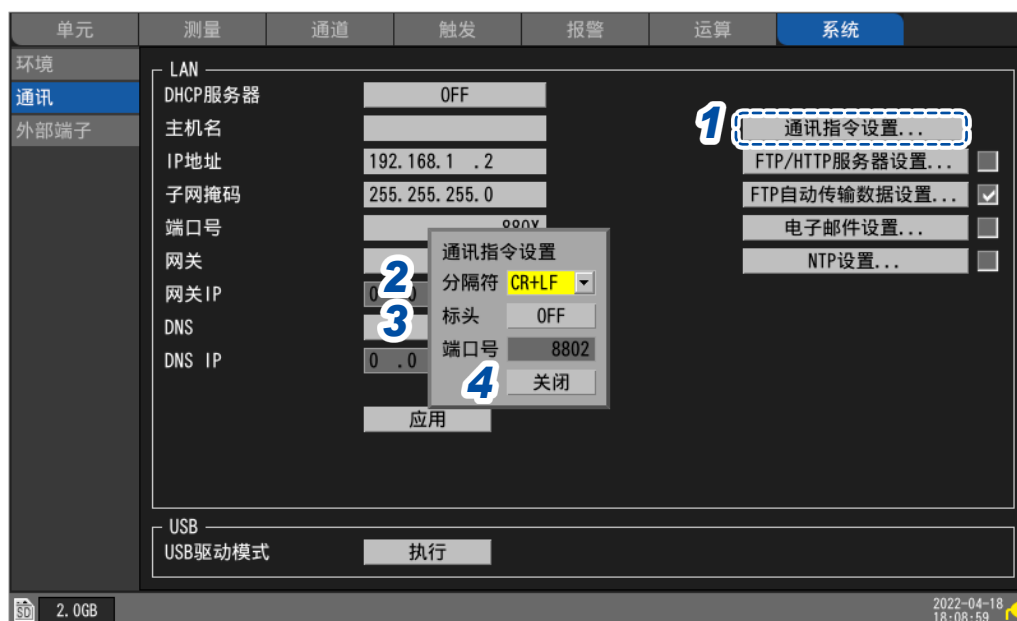 单元 测量 通道 触发 报警 运算 系统
环境
通讯
外部端子
LAN
DHCP服务器 OFF
主机名
1 通讯指令设置...
IP地址 192.168.1 .2
FTP/HTTP服务器设置...
子网掩码 255.255.255.0
FTP自动传输数据设置...
端口号 880X
电子邮件设置...
网关
NTP设置...
网关IP 0
DNS
DNS IP 0 .0
通讯指令设置
2 分隔符 CR+LF
3 标头 OFF
端口号 8802
4 关闭
应用
USB
USB驱动模式 执行
SD 2.0GB
2022-04-18
18:08:59